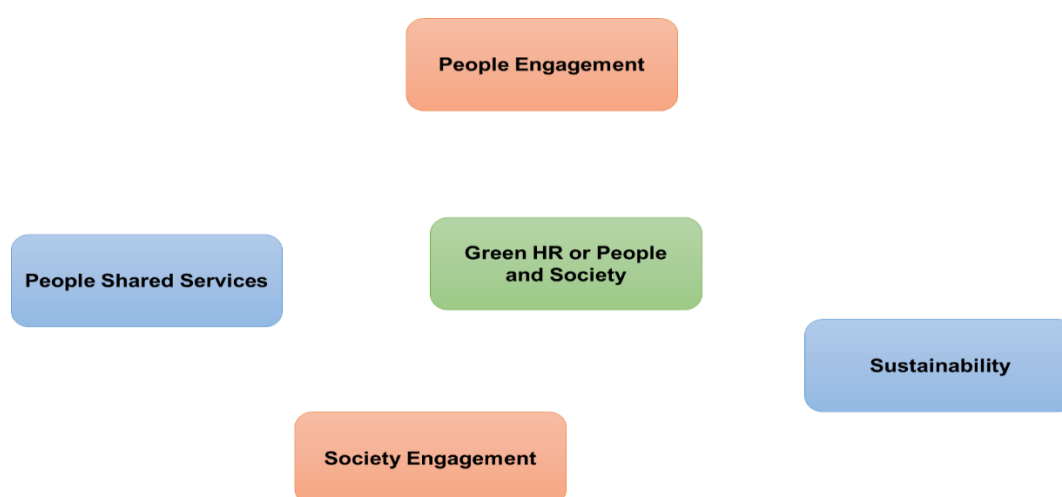 People Engagement
Green HR or People
and Society
People Shared Services
Sustainability
Society Engagement